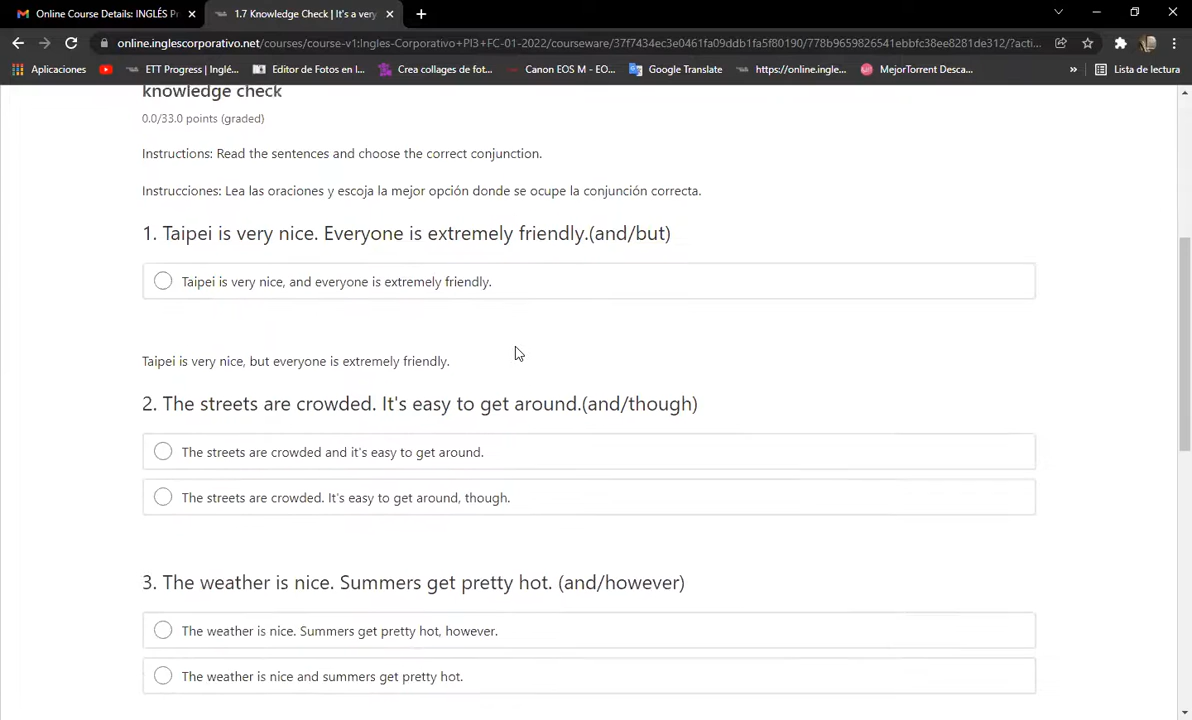 Online Course Details: INGLÉS Pr
1.7 Knowledge Check | It's a very
online.inglescorporativo.net/courses/course-v1:Ingles-Corporativo+PI3+FC-01-2022/courseware/37f7434ec3e0461fa09ddb1fa5f80190/778b9659826541ebbfc38ee8281de312/?acti...
Aplicaciones
ETT Progress | Inglé...
Editor de Fotos en l...
Crea collages de fot...
Canon EOS M - EO...
Google Translate
https://online.ingle...
MejorTorrent Desca...
»
Lista de lectura
knowledge check
0.0/33.0 points (graded)
Instructions: Read the sentences and choose the correct conjunction.
Instrucciones: Lea las oraciones y escoja la mejor opción donde se ocupe la conjunción correcta.
1. Taipei is very nice. Everyone is extremely friendly.(and/but)
Taipei is very nice, and everyone is extremely friendly.
Taipei is very nice, but everyone is extremely friendly.
2. The streets are crowded. It's easy to get around.(and/though)
The streets are crowded and it's easy to get around.
The streets are crowded. It's easy to get around, though.
3. The weather is nice. Summers get pretty hot. (and/however)
The weather is nice. Summers get pretty hot, however.
The weather is nice and summers get pretty hot.